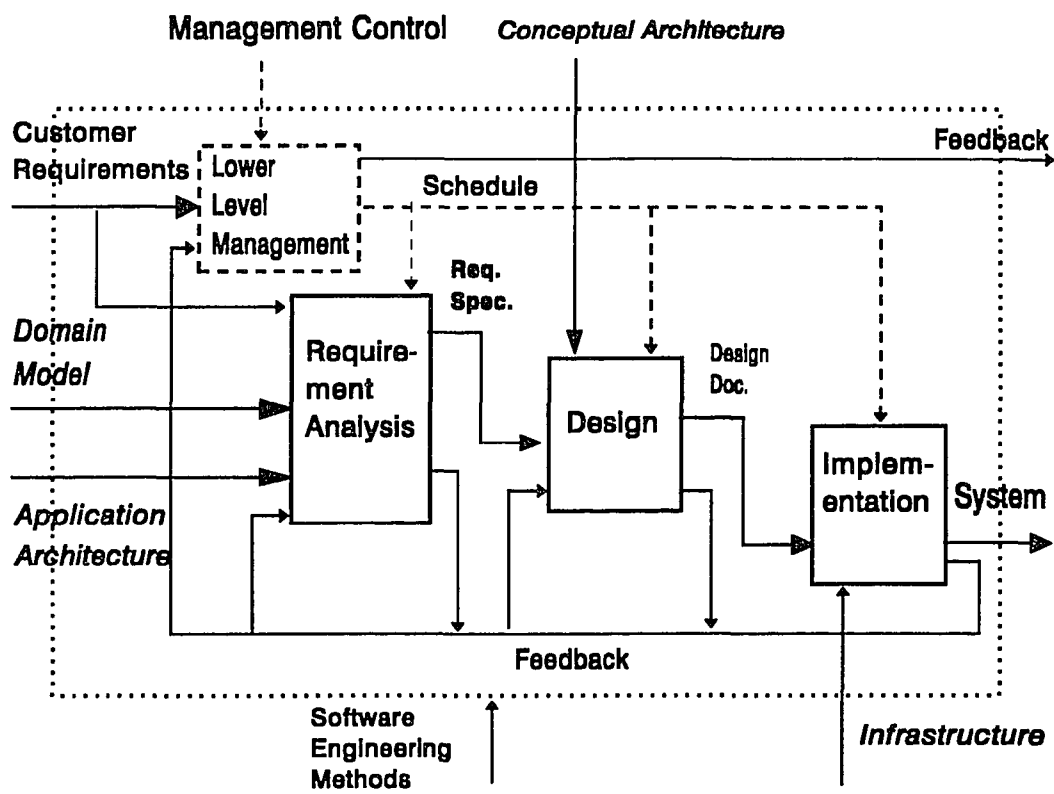 Management Control
Conceptual Architecture
Customer
Requirements
Lower
Level
Management
Feedback
Schedule
Req.
Spec.
Domain
Model
Require-
ment
Analysis
Design
Design
Doc.
Implem-
entation
System
Application
Architecture
Feedback
Software
Engineering
Methods
Infrastructure